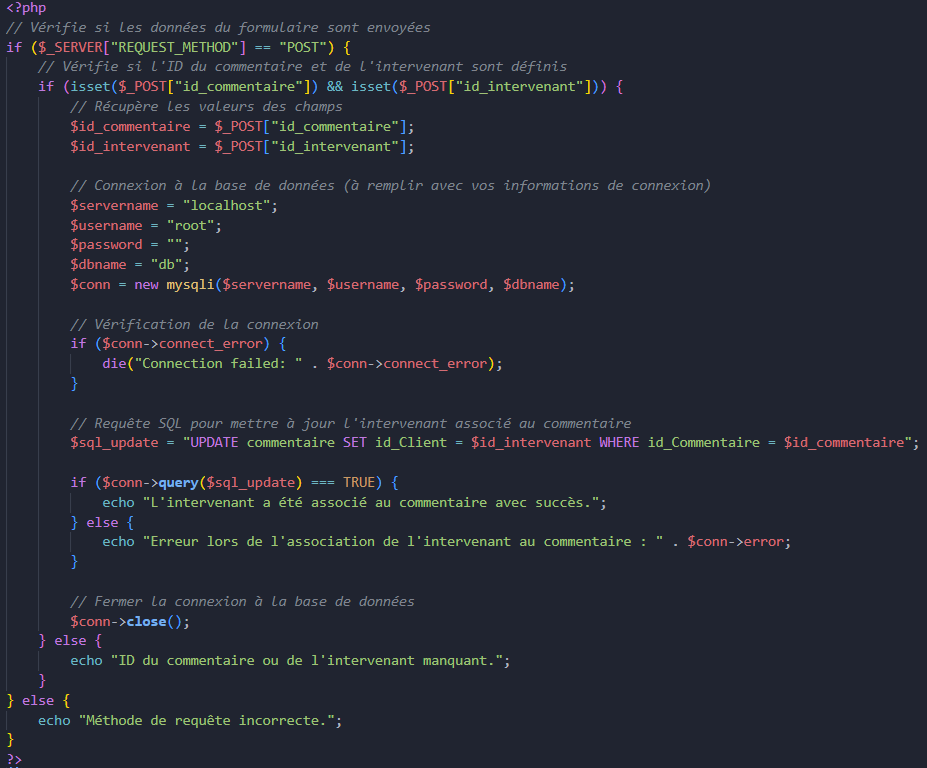 <?php
// Vérifie si les données du formulaire sont envoyées
if ($_SERVER["REQUEST_METHOD"] == "POST") {
    // Vérifie si l'ID du commentaire et de l'intervenant sont définis
    if (isset($_POST["id_commentaire"]) && isset($_POST["id_intervenant"])) {
        // Récupère les valeurs des champs
        $id_commentaire = $_POST["id_commentaire"];
        $id_intervenant = $_POST["id_intervenant"];

        // Connexion à la base de données (à remplir avec vos informations de connexion)
        $servername = "localhost";
        $username = "root";
        $password = "";
        $dbname = "db";
        $conn = new mysqli($servername, $username, $password, $dbname);

        // Vérification de la connexion
        if ($conn->connect_error) {
            die("Connection failed: " . $conn->connect_error);
        }

        // Requête SQL pour mettre à jour l'intervenant associé au commentaire
        $sql_update = "UPDATE commentaire SET id_Client = $id_intervenant WHERE id_Commentaire = $id_commentaire";

        if ($conn->query($sql_update) === TRUE) {
            echo "L'intervenant a été associé au commentaire avec succès.";
        } else {
            echo "Erreur lors de l'association de l'intervenant au commentaire : " . $conn->error;
        }

        // Fermer la connexion à la base de données
        $conn->close();
    } else {
        echo "ID du commentaire ou de l'intervenant manquant.";
    }
} else {
    echo "Méthode de requête incorrecte.";
}
?>